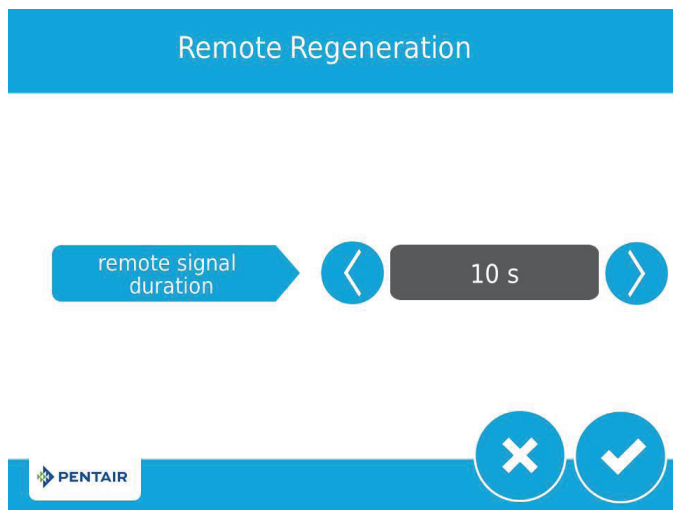 Remote Regeneration
remote signal
duration
10 s
PENTAIR